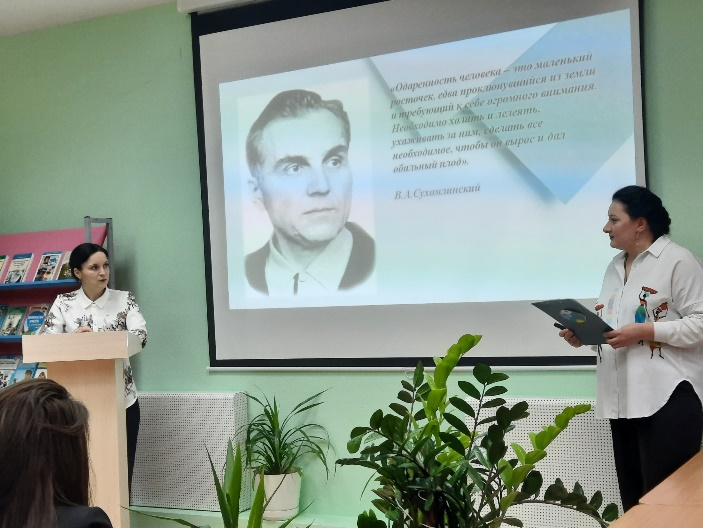 «Одаренность человека – это маленький
росточек, едва проклюнувшийся из земли
и требующий к себе огромного внимания.
Необходимо холить и лелеять,
ухаживать за ним, сделать все
необходимое, чтобы он вырос и дал
обильный плод».
В.А.Сухомлинский